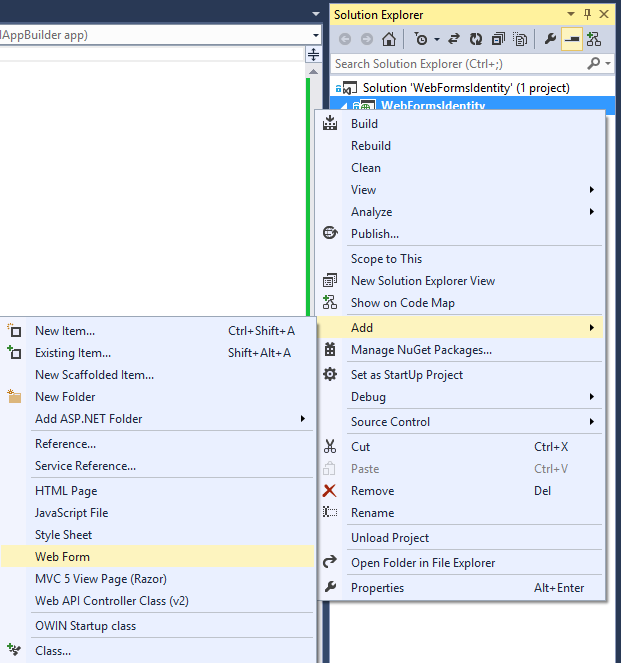 Solution Explorer
IAppBuilder app)
Search Solution Explorer (Ctrl+;)
Solution 'WebFormsIdentity' (1 project)
WebFormsIdentity
Build
Rebuild
Clean
View
Analyze
Publish...
Scope to This
New Solution Explorer View
Show on Code Map
Add
Manage NuGet Packages...
Set as StartUp Project
Debug
Source Control
Cut Ctrl+X
Paste Ctrl+V
Remove Del
Rename
Unload Project
Open Folder in File Explorer
Properties Alt+Enter
New Item... Ctrl+Shift+A
Existing Item... Shift+Alt+A
New Scaffolded Item...
New Folder
Add ASP.NET Folder
Reference...
Service Reference...
HTML Page
JavaScript File
Style Sheet
Web Form
MVC 5 View Page (Razor)
Web API Controller Class (v2)
OWIN Startup class
Class...